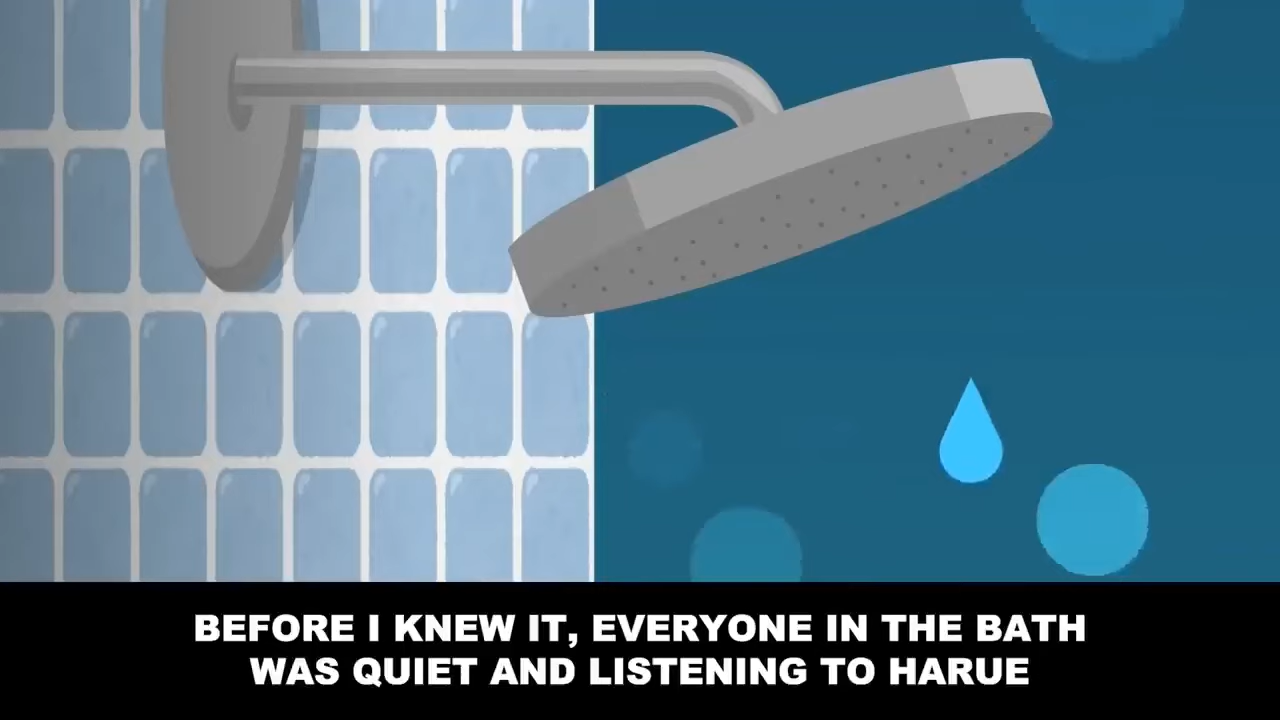 BEFORE I KNEW IT, EVERYONE IN THE BATH
WAS QUIET AND LISTENING TO HARUE